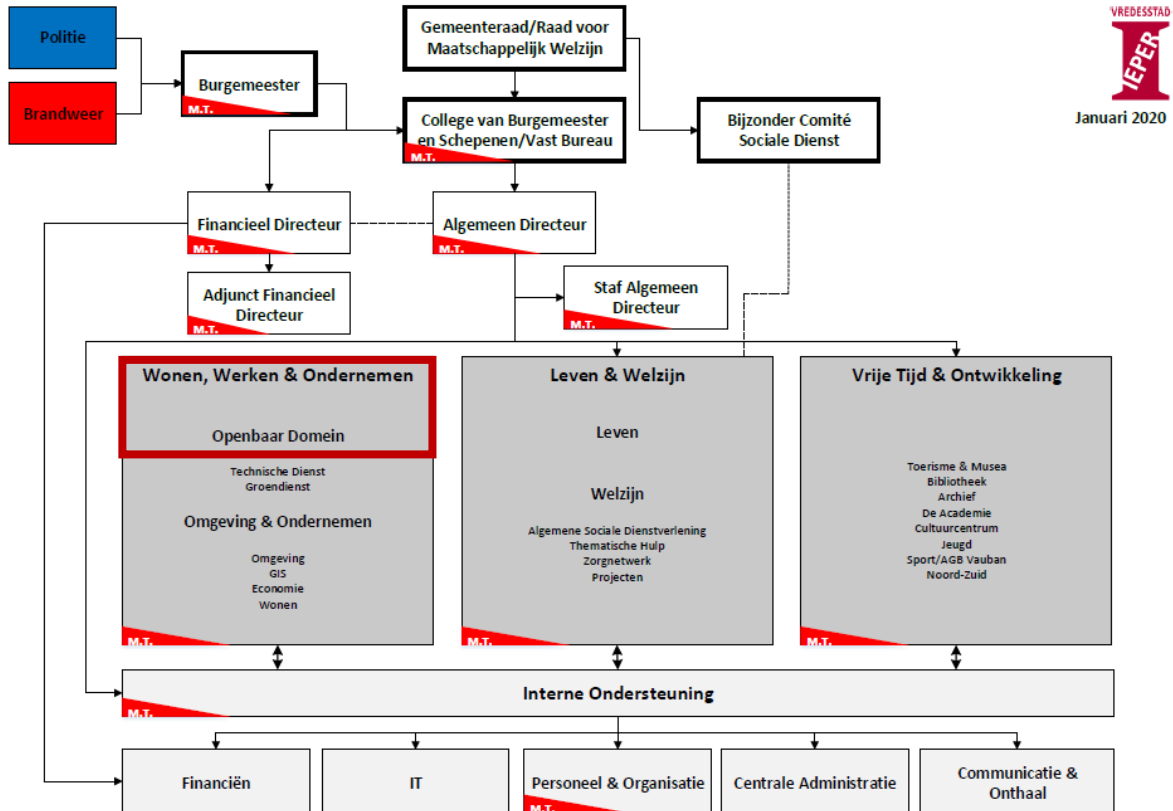 Politie
Brandweer
Burgemeester
M.T.
Gemeenteraad/Raad voor
Maatschappelijk Welzijn
College van Burgemeester
en Schepenen/Vast Bureau
M.T.
Bijzonder Comité
Sociale Dienst
VREDESSTAD
IEPER
Januari 2020
Financieel Directeur
M.T.
Algemeen Directeur
M.T.
Adjunct Financieel
Directeur
M.T.
Staf Algemeen
Directeur
M.T.
Wonen, Werken & Ondernemen
Openbaar Domein
Technische Dienst
Groendienst
Omgeving & Ondernemen
Omgeving
GIS
Economie
Wonen
M.T.
Leven & Welzijn
Leven
Welzijn
Algemene Sociale Dienstverlening
Thematische Hulp
Zorgnetwerk
Projecten
M.T.
Vrije Tijd & Ontwikkeling
Toerisme & Musea
Bibliotheek
Archief
De Academie
Cultuurcentrum
Jeugd
Sport/AGB Vauban
Noord-Zuid
M.T.
Interne Ondersteuning
M.T.
Financiën
IT
Personeel & Organisatie
M.T.
Centrale Administratie
Communicatie &
Onthaal